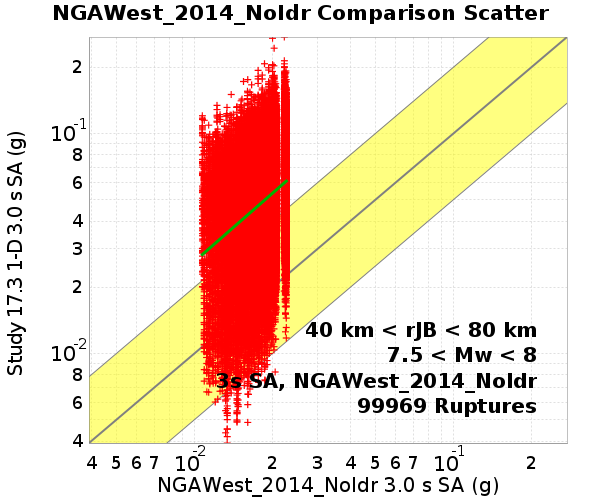 NGAWest_2014_NoIdr Comparison Scatter
Study 17.3 1-D 3.0 s SA (g)
2
10-1
8
6
4
3
2
10-2
8
6
4
40 km < rJB < 80 km
7.5 < Mw < 8
3s SA, NGAWest_2014_NoIdr
99969 Ruptures
4 5 6 7 10-2 2 3 4 5 6 7 10-1 2
NGAWest_2014_NoIdr 3.0 s SA (g)